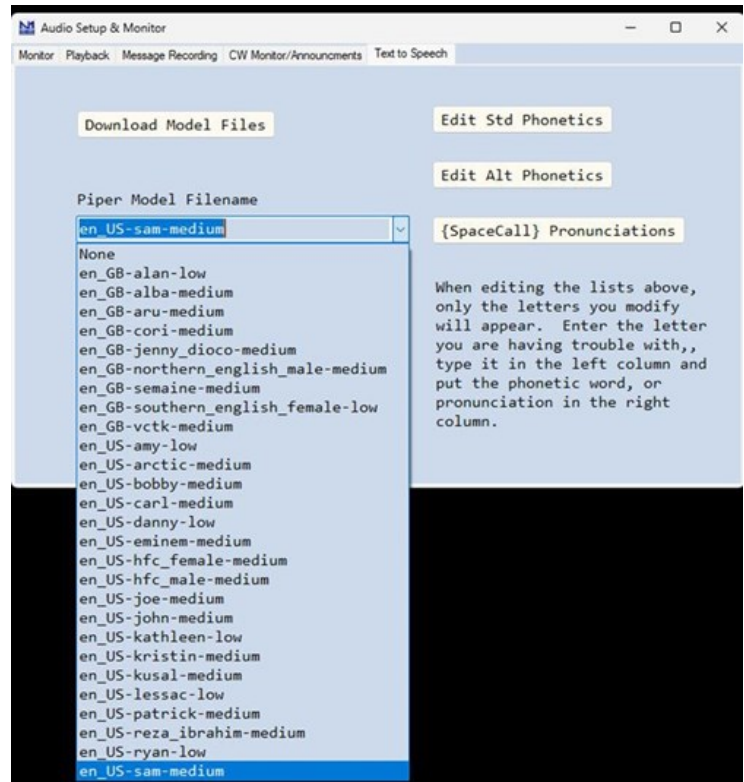 Audio Setup & Monitor
Monitor Playback Message Recording CW Monitor/Announcments Text to Speech
Download Model Files
Piper Model Filename
en_US-sam-medium
None
en_GB-alan-low
en_GB-alba-medium
en_GB-aru-medium
en_GB-cori-medium
en_GB-jenny_dioco-medium
en_GB-northern_english_male-medium
en_GB-semaine-medium
en_GB-southern_english_female-low
en_GB-vctk-medium
en_US-amy-low
en_US-arctic-medium
en_US-bobby-medium
en_US-carl-medium
en_US-danny-low
en_US-eminem-medium
en_US-hfc_female-medium
en_US-hfc_male-medium
en_US-joe-medium
en_US-john-medium
en_US-kathleen-low
en_US-kristin-medium
en_US-kusal-medium
en_US-lessac-low
en_US-patrick-medium
en_US-reza_ibrahim-medium
en_US-ryan-low
en_US-sam-medium
Edit Std Phonetics
Edit Alt Phonetics
{SpaceCall} Pronunciations
When editing the lists above,
only the letters you modify
will appear. Enter the letter
you are having trouble with,,
type it in the left column and
put the phonetic word, or
pronunciation in the right
column.